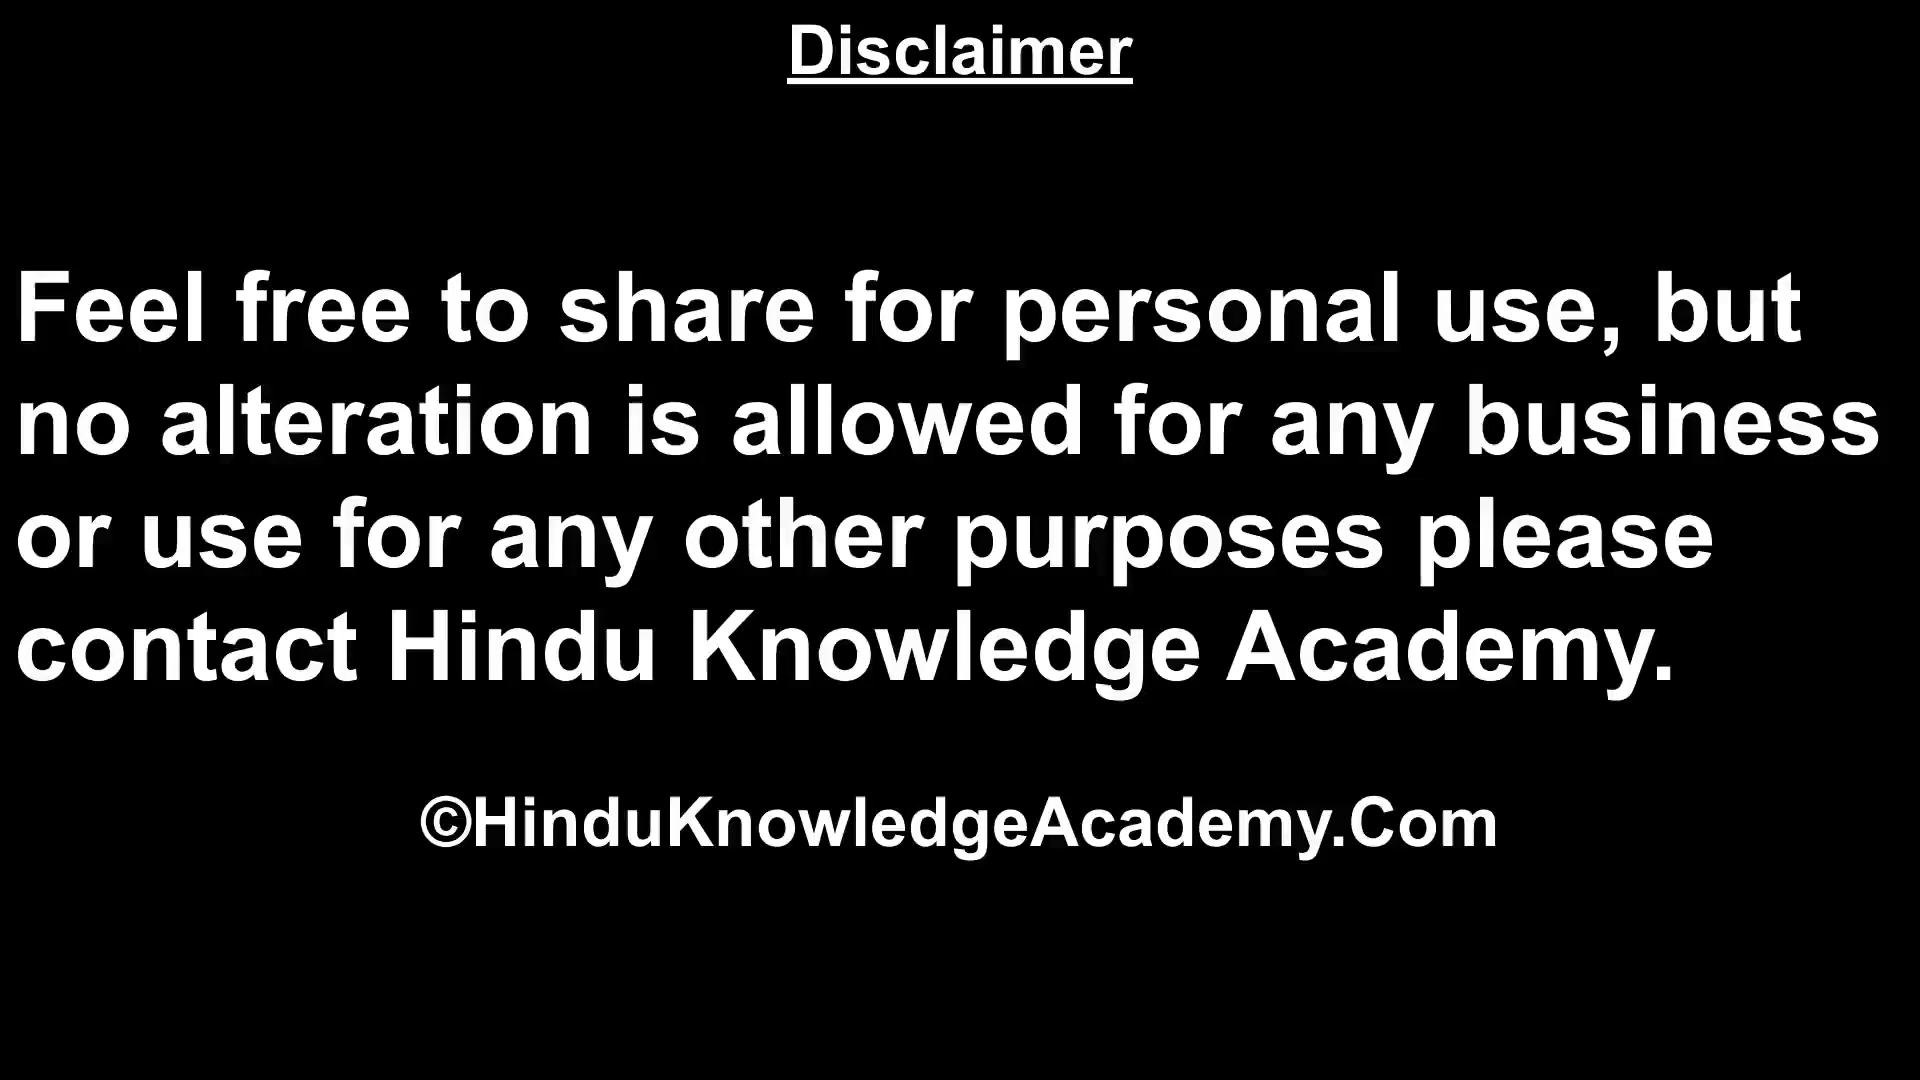 Disclaimer
Feel free to share for personal use, but
no alteration is allowed for any business
or use for any other purposes please
contact Hindu Knowledge Academy.
©HinduKnowledgeAcademy.Com